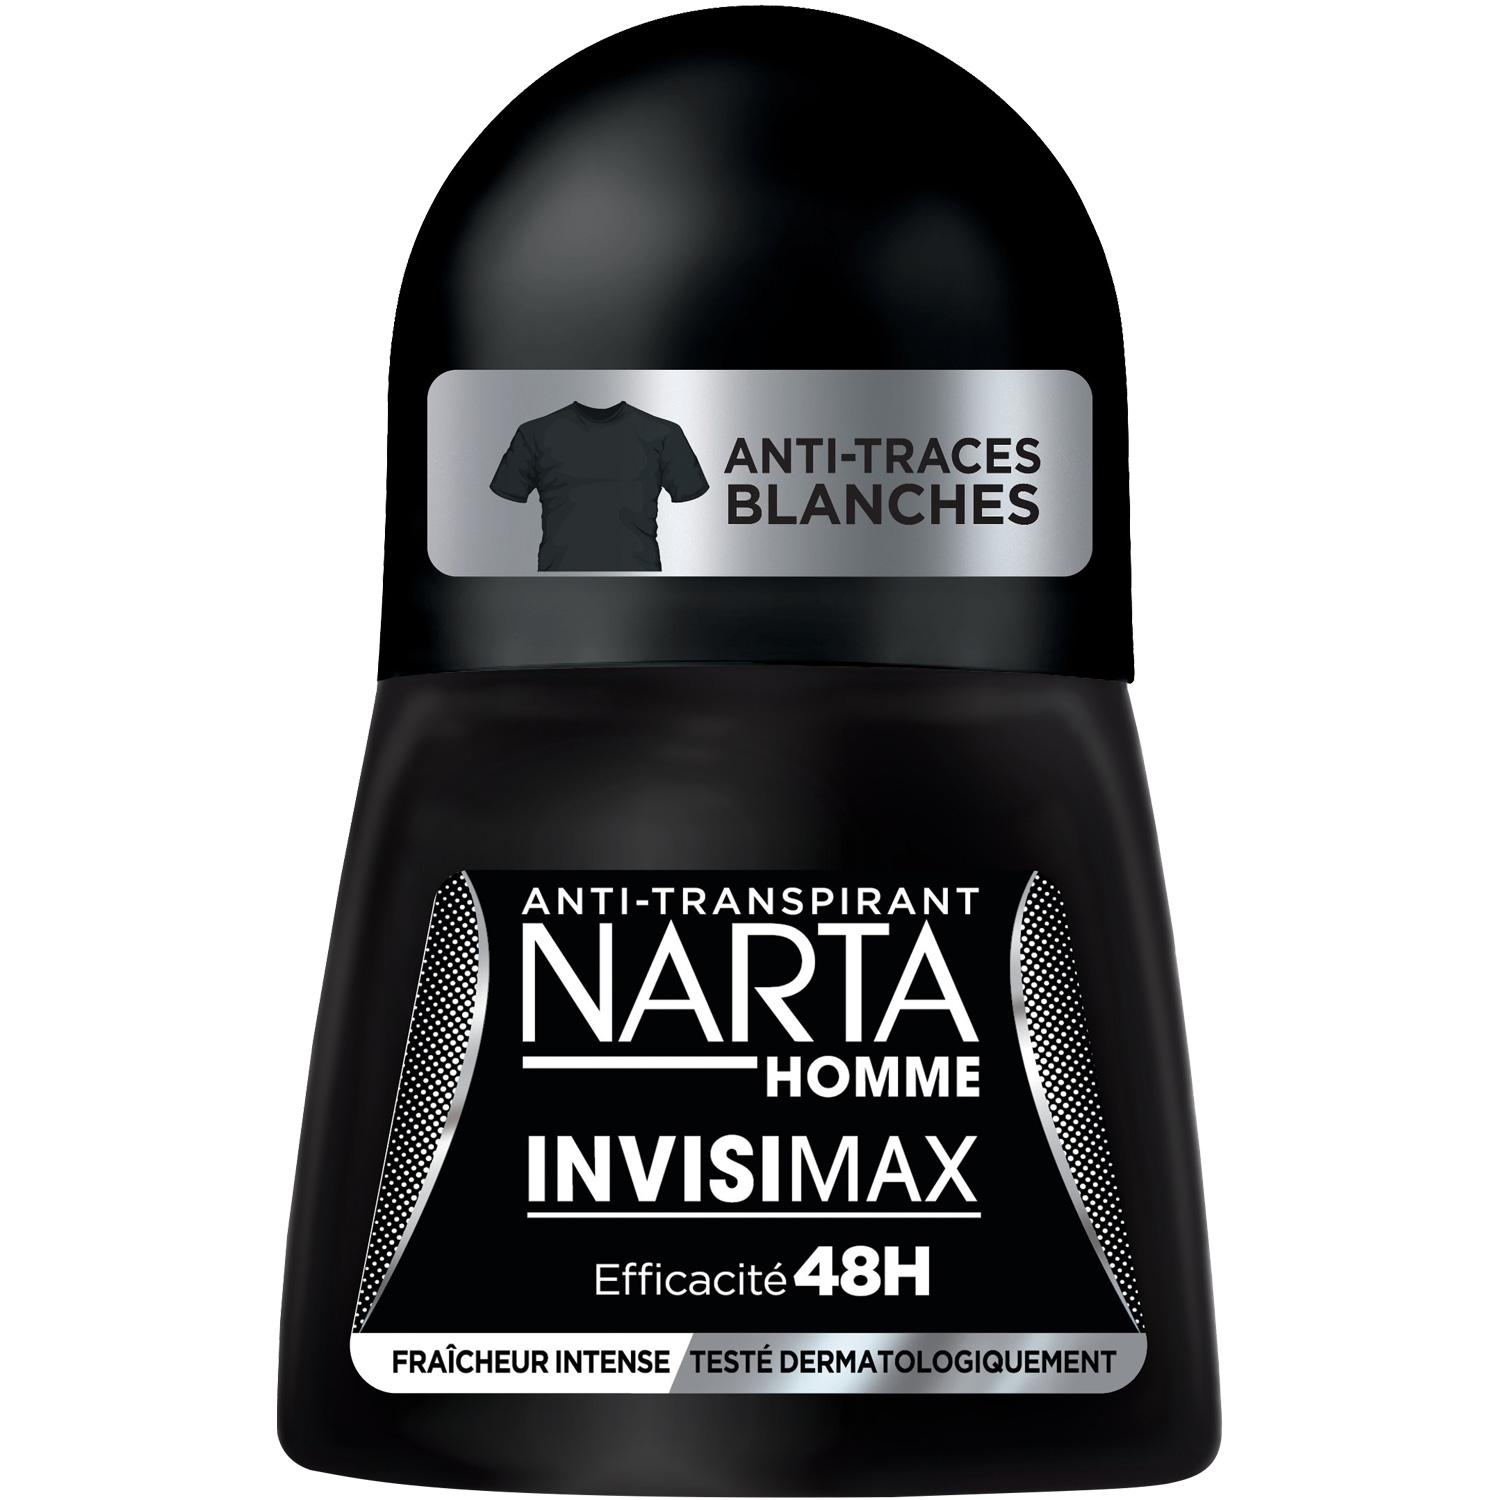 ANTI-TRACES
BLANCHES
ANTI-TRANSPIRANT
NARTA
HOMME
INVISIMAX
Efficacité 48H
FRAÎCHEUR INTENSE TESTÉ DERMATOLOGIQUEMENT